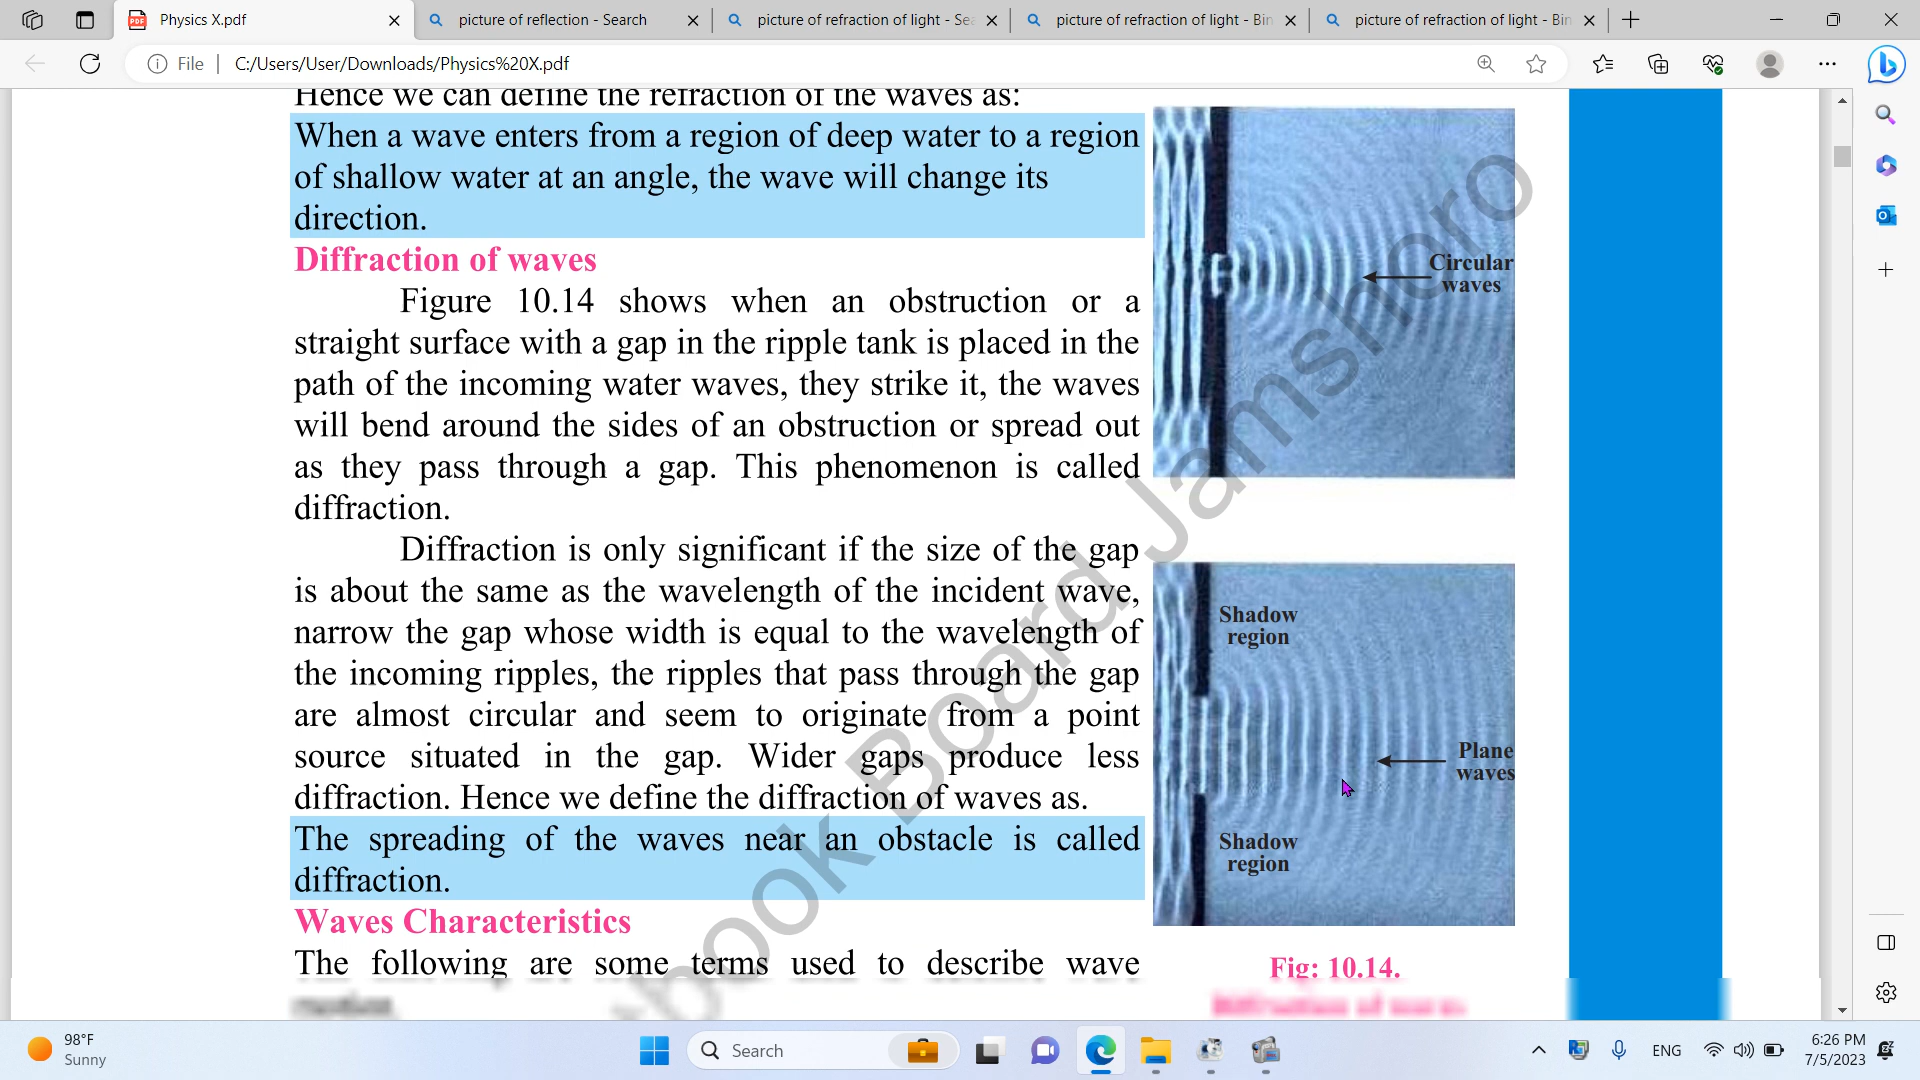 Physics X.pdf
picture of reflection - Search
picture of refraction of light - Sea
picture of refraction of light - Bin
picture of refraction of light - Bin
File
C:/Users/User/Downloads/Physics%20X.pdf
Hence we can define the refraction of the waves as:
When a wave enters from a region of deep water to a region
of shallow water at an angle, the wave will change its
direction.
Diffraction of waves
Figure 10.14 shows when an obstruction or a
straight surface with a gap in the ripple tank is placed in the
path of the incoming water waves, they strike it, the waves
will bend around the sides of an obstruction or spread out
as they pass through a gap. This phenomenon is called
diffraction.
Diffraction is only significant if the size of the gap
is about the same as the wavelength of the incident wave,
narrow the gap whose width is equal to the wavelength of
the incoming ripples, the ripples that pass through the gap
are almost circular and seem to originate from a point
source situated in the gap. Wider gaps produce less
diffraction. Hence we define the diffraction of waves as.
The spreading of the waves near an obstacle is called
diffraction.
Waves Characteristics
The following are some terms used to describe wave
Circular
waves
Shadow
region
Plane
waves
Shadow
region
Fig: 10.14.
Diffraction of waves
tbook Board Jamshoro
98°F
Sunny
Search
ENG
6:26 PM
7/5/2023